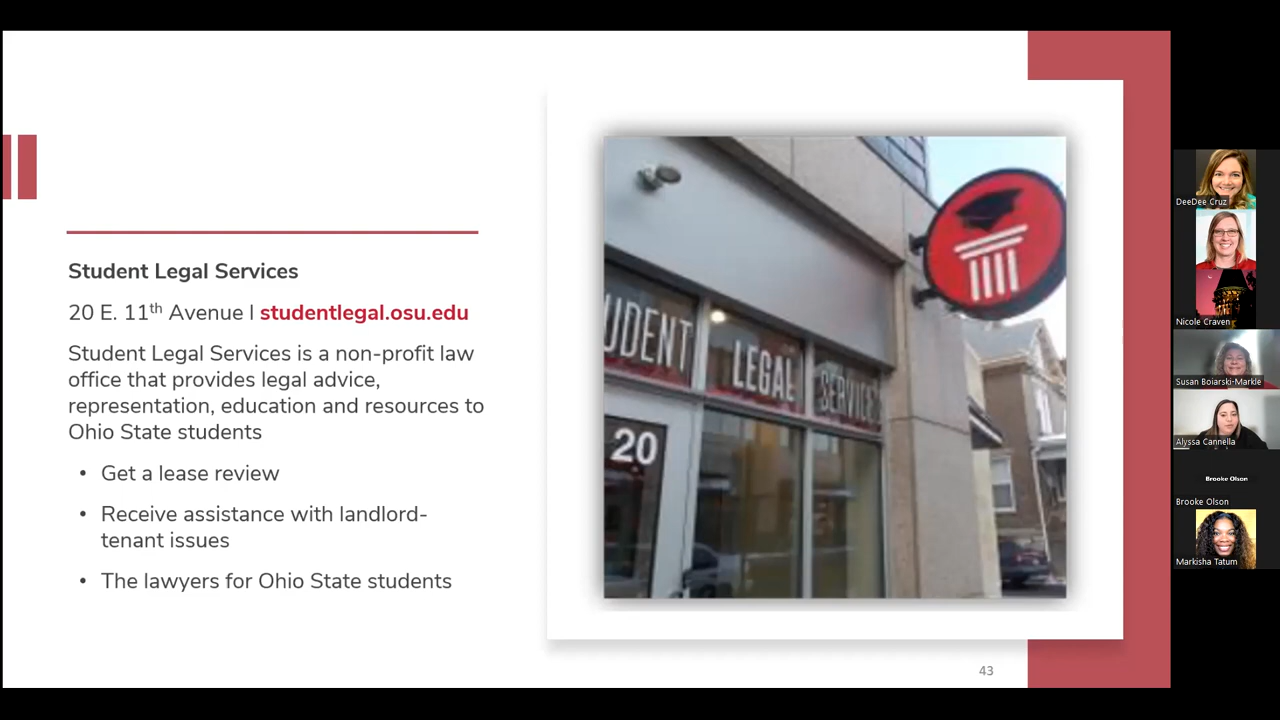 Student Legal Services
20 E. 11th Avenue | studentlegal.osu.edu
Student Legal Services is a non-profit law
office that provides legal advice,
representation, education and resources to
Ohio State students
• Get a lease review
• Receive assistance with landlord-
tenant issues
• The lawyers for Ohio State students
UDENT LEGAL SERVICES
20
43
DeeDee Cruz
Nicole Craven
Susan Boiarski-Markle
Alyssa Cannella
Brooke Olson
Brooke Olson
Markisha Tatum